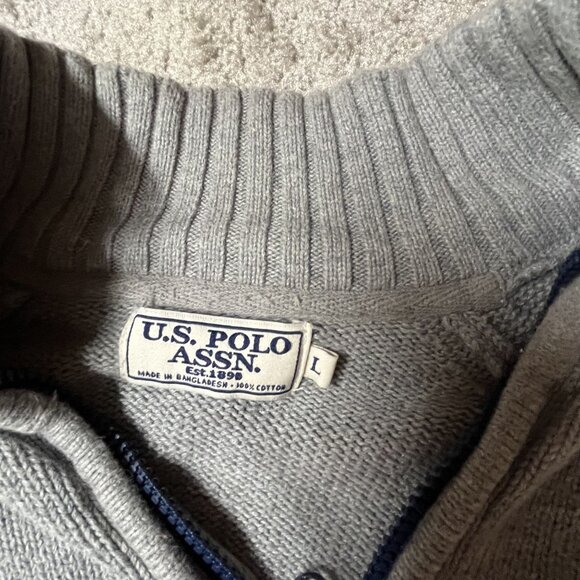 U.S. POLO
ASSN.
Est.1890
MADE IN BANGLADESH • 100% COTTON
L